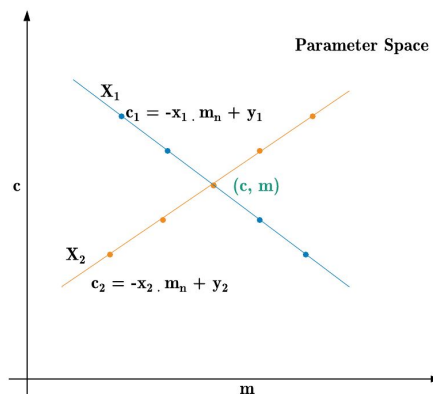 Parameter Space
X₁
c₁ = -x₁ . mₙ + y₁
c
(c, m)
X₂
c₂ = -x₂ . mₙ + y₂
m